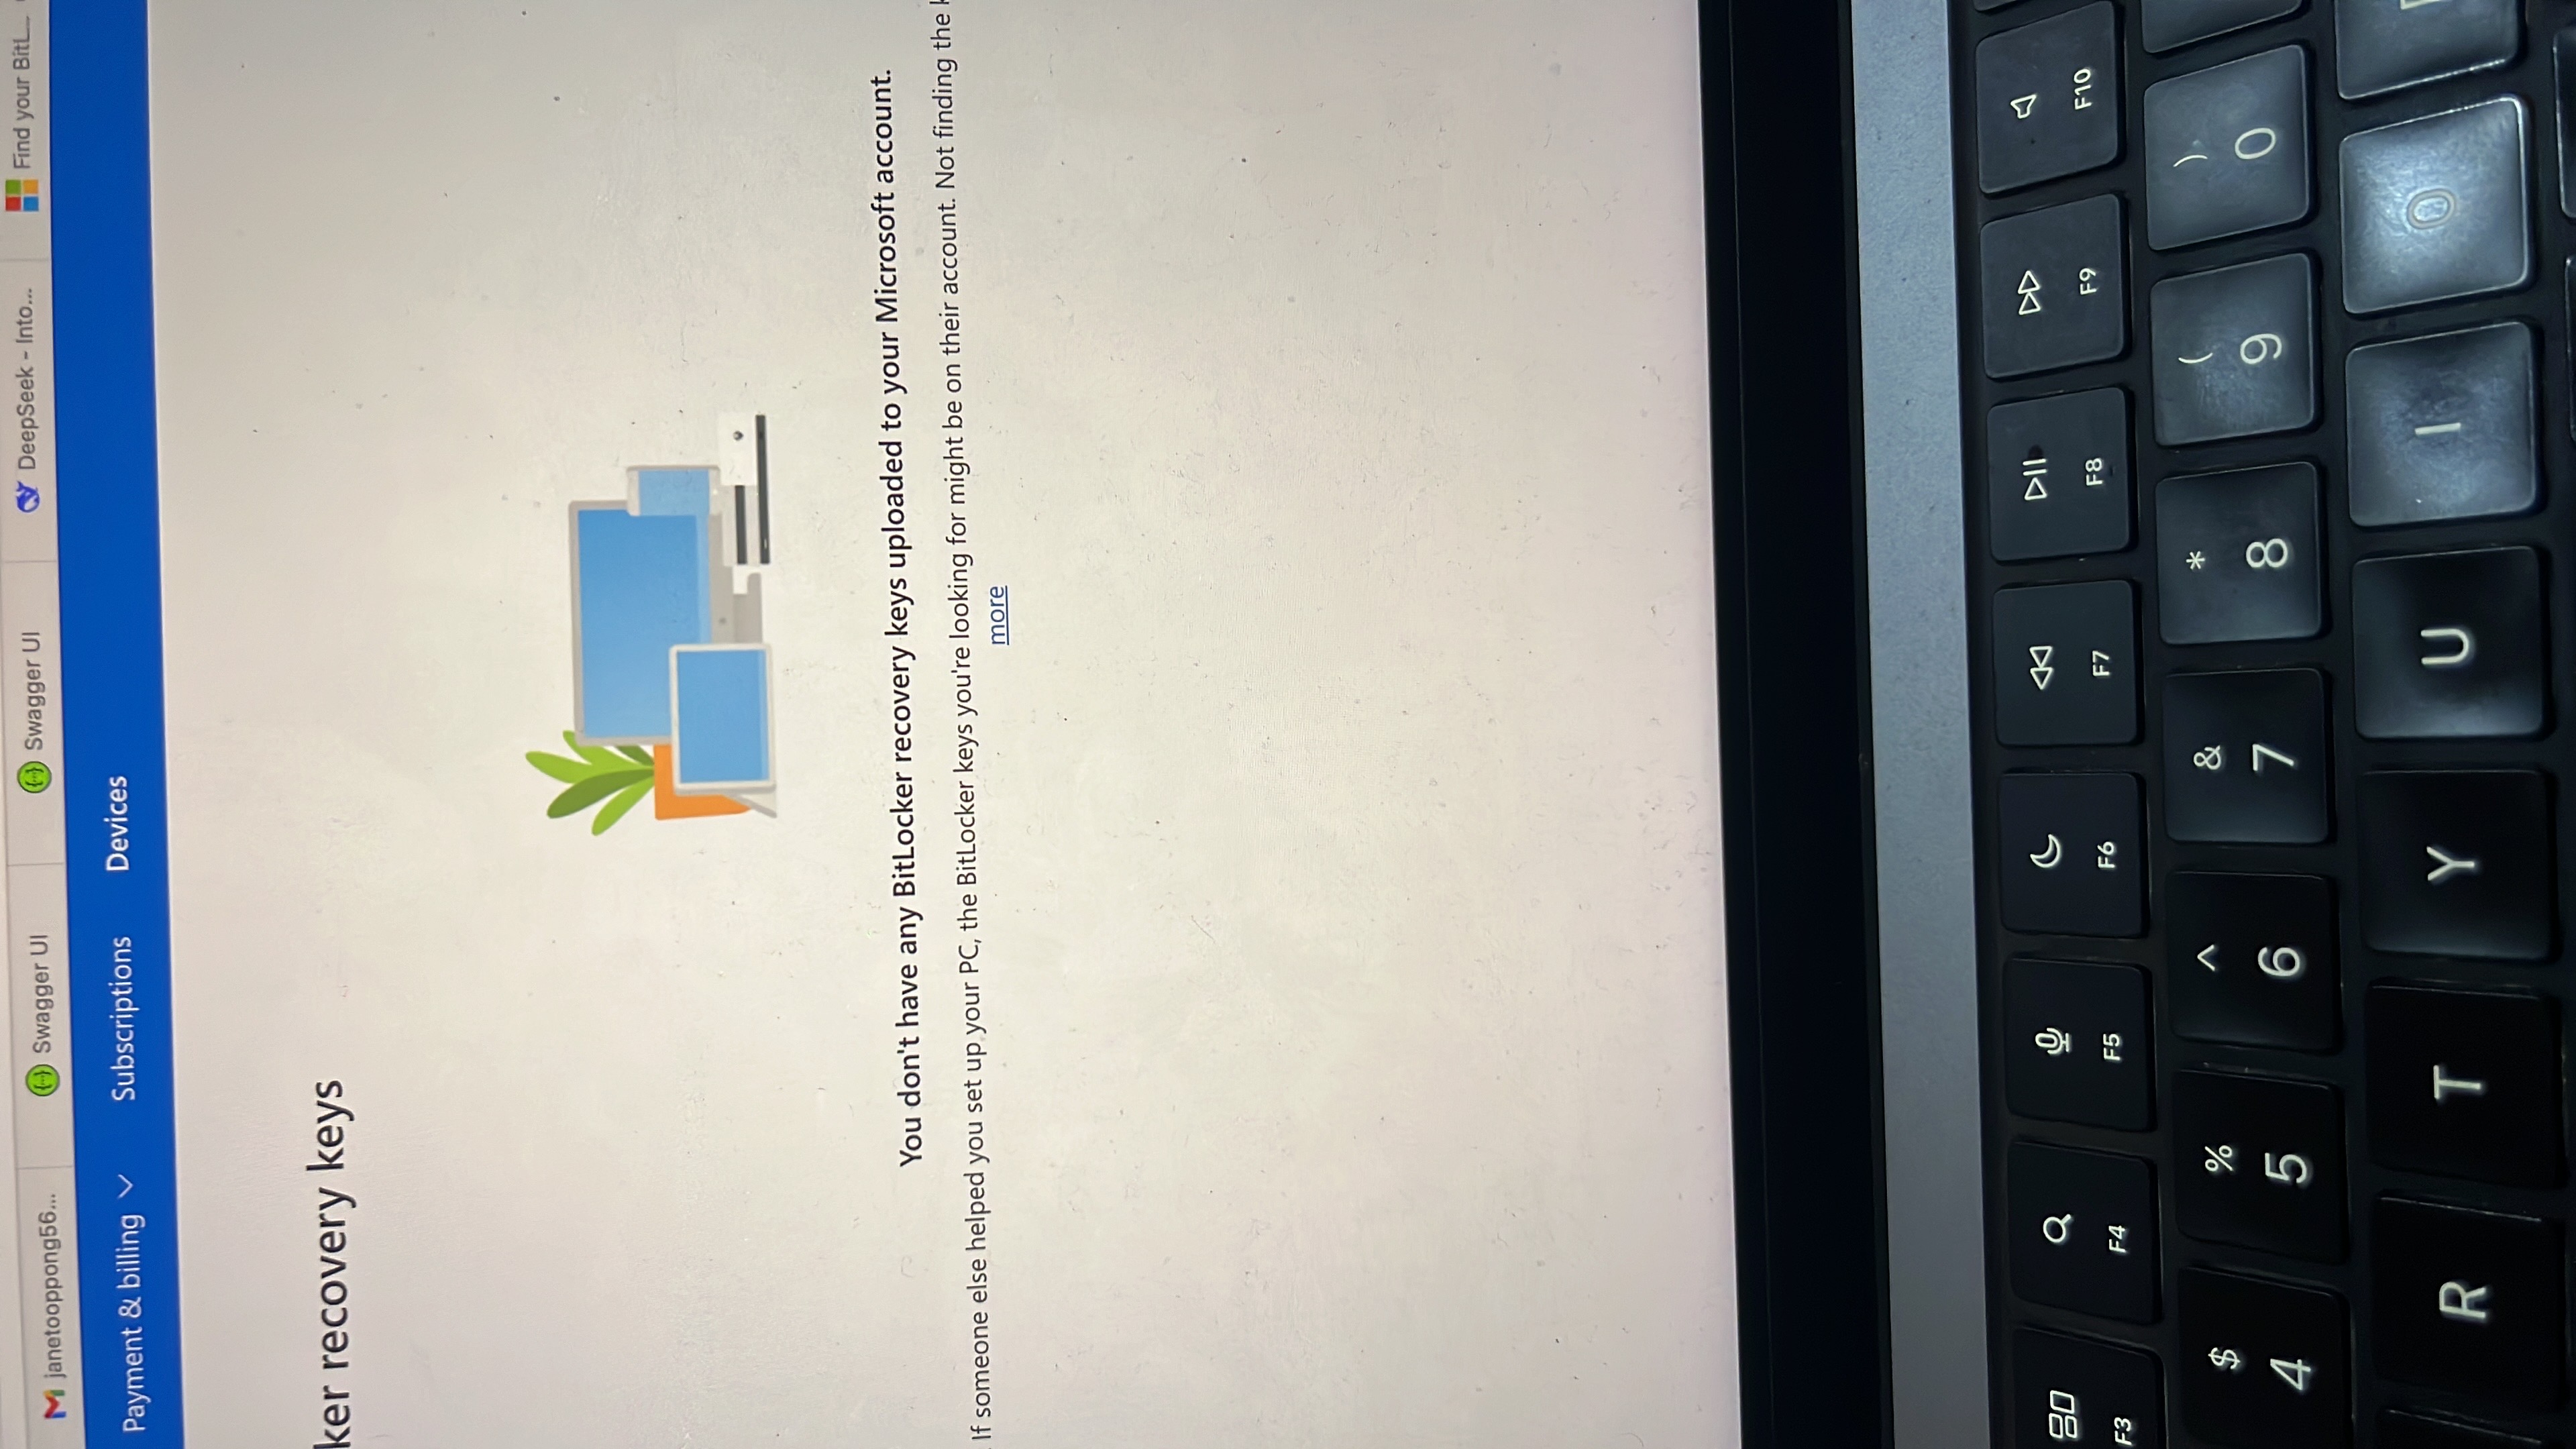 janetooppong56...
Swagger UI
Swagger UI
DeepSeek - Into...
Find your BitL...
Payment & billing
Subscriptions
Devices
ker recovery keys
You don't have any BitLocker recovery keys uploaded to your Microsoft account.
If someone else helped you set up your PC, the BitLocker keys you're looking for might be on their account. Not finding the
more
F3
F4
F5
F6
F7
F8
F9
F10
$ % ^ & * ( )
4 5 6 7 8 9 0
R T Y U I O